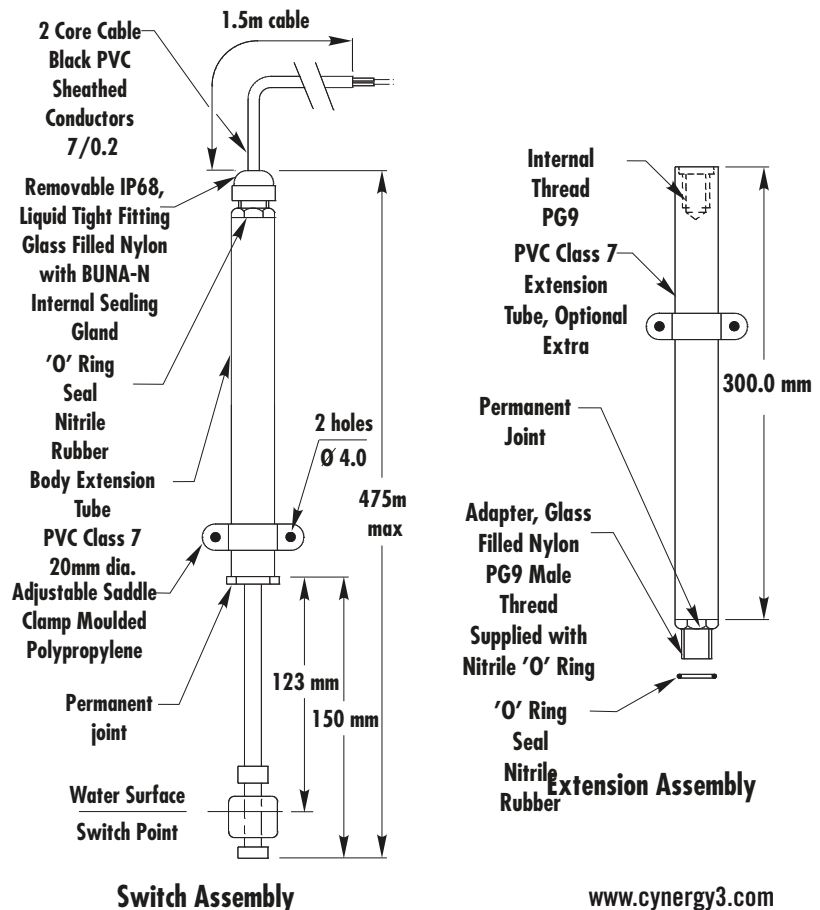 1.5m cable
2 Core Cable
Black PVC
Sheathed
Conductors
7/0.2
Removable IP68,
Liquid Tight Fitting
Glass Filled Nylon
with BUNA-N
Internal Sealing
Gland
'O' Ring
Seal
Nitrile
Rubber
Body Extension
Tube
PVC Class 7
20mm dia.
Adjustable Saddle
Clamp Moulded
Polypropylene
Permanent
joint
Water Surface
Switch Point
2 holes
Ø 4.0
475m
max
123 mm
150 mm
Switch Assembly
Internal
Thread
PG9
PVC Class 7
Extension
Tube, Optional
Extra
300.0 mm
Permanent
Joint
Adapter, Glass
Filled Nylon
PG9 Male
Thread
Supplied with
Nitrile 'O' Ring
'O' Ring
Seal
Nitrile
Rubber
Extension Assembly
www.cynergy3.com